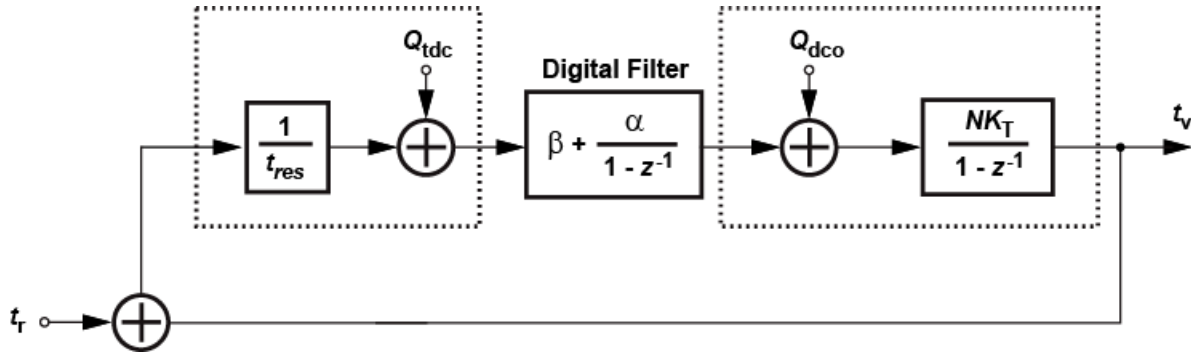 Q_tdc
Q_dco
Digital Filter
1 / t_res
β + α / (1 - z^-1)
NK_T / (1 - z^-1)
t_v
t_r